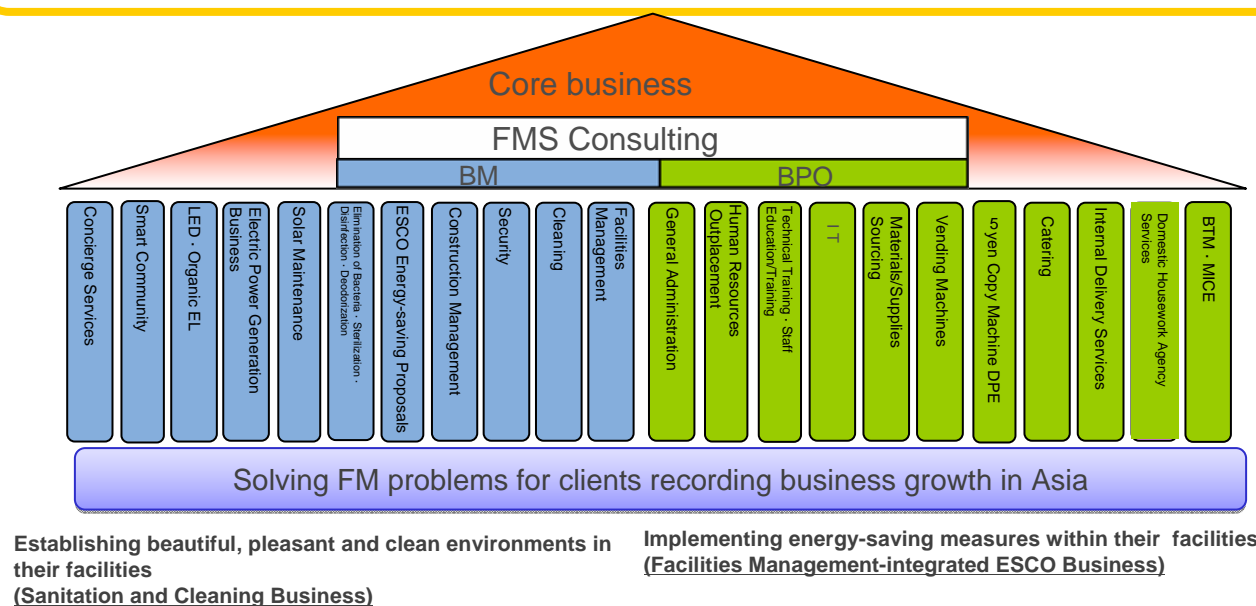 Core business
FMS Consulting
BM
BPO
Concierge Services
Smart Community
LED・Organic EL
Electric Power Generation
Business
Solar Maintenance
Elimination of Bacteria・Sterilization・
Disinfection・Deodorization
ESCO Energy-saving Proposals
Construction Management
Security
Cleaning
Facilities
Management
General Administration
Human Resources
Outplacement
Technical Training・Staff
Education/Training
IT
Materials/Supplies
Sourcing
Vending Machines
5yen Copy Machine DPE
Catering
Internal Delivery Services
Domestic Housework Agency
Services
BTM・MICE
Solving FM problems for clients recording business growth in Asia
Establishing beautiful, pleasant and clean environments in
their facilities
(Sanitation and Cleaning Business)
Implementing energy-saving measures within their facilities
(Facilities Management-integrated ESCO Business)